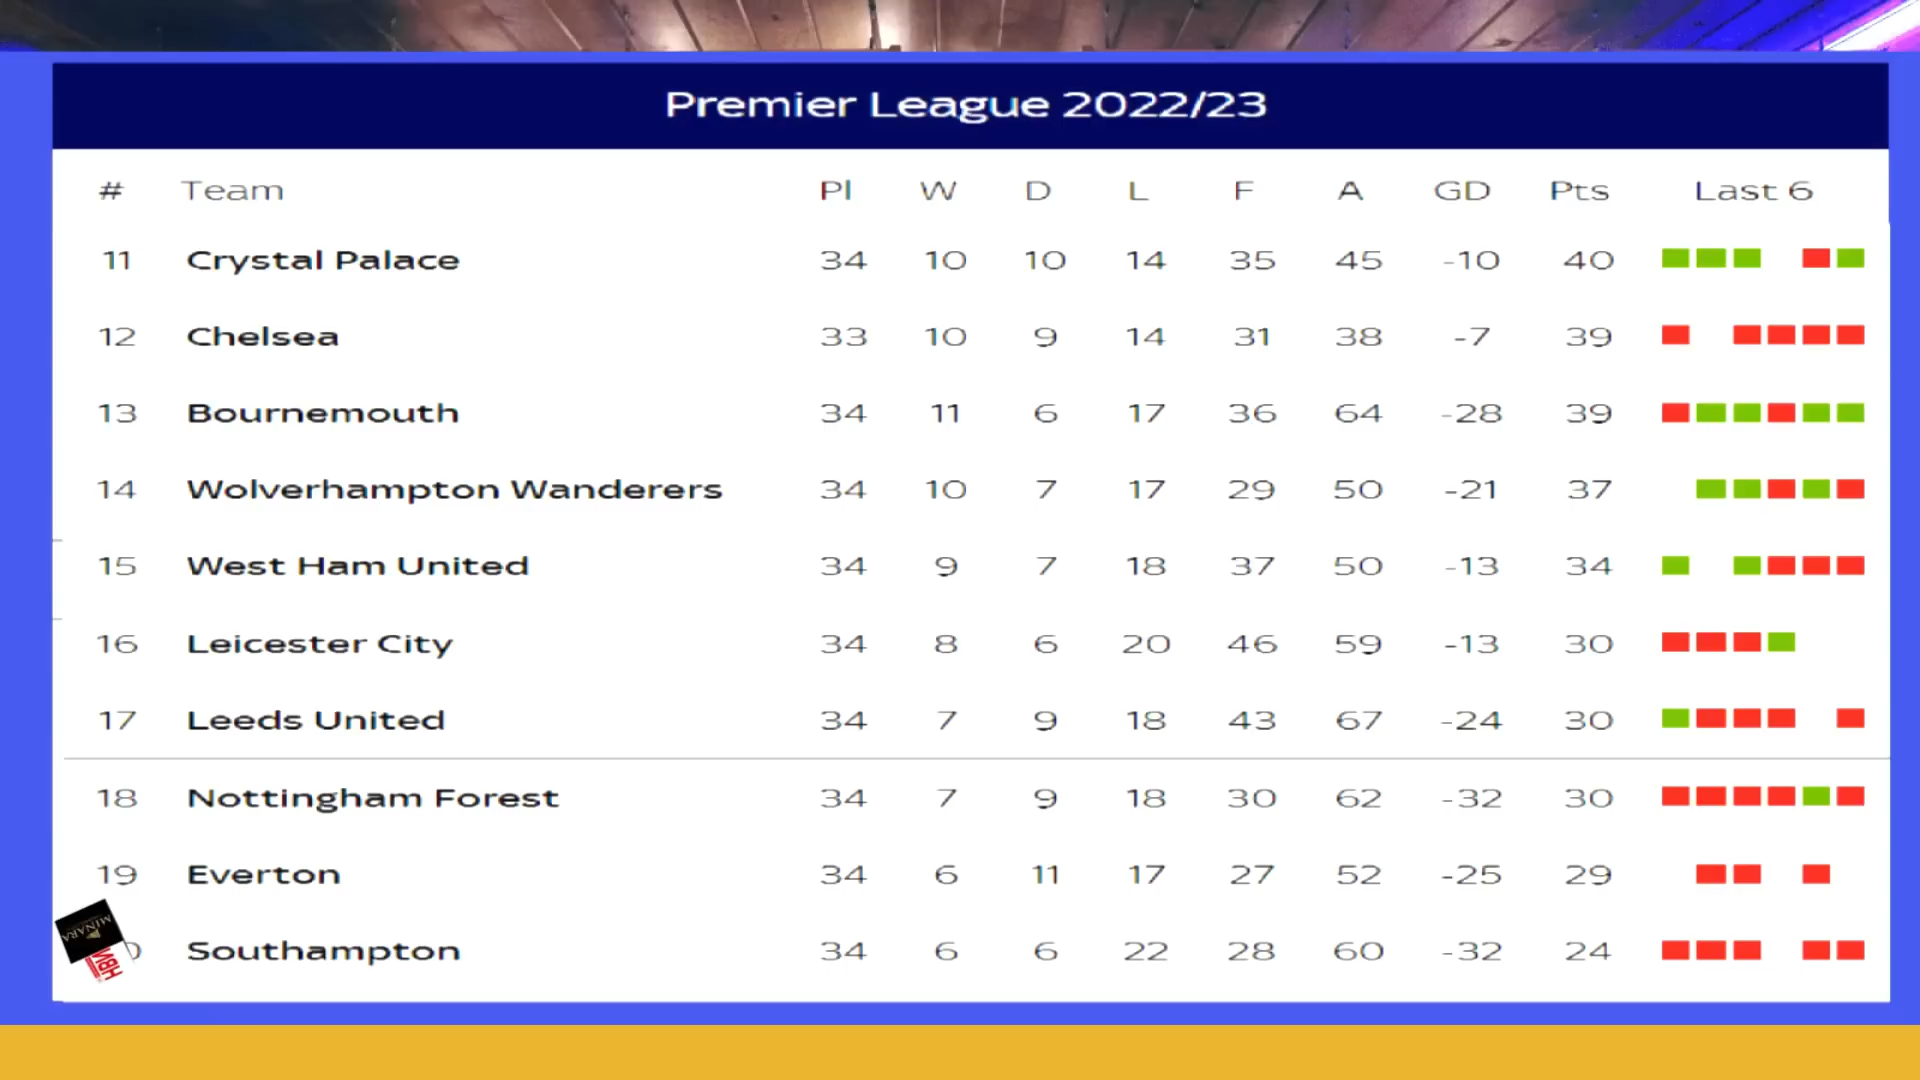 Premier League 2022/23
# Team Pl W D L F A GD Pts Last 6
11 Crystal Palace 34 10 10 14 35 45 -10 40
12 Chelsea 33 10 9 14 31 38 -7 39
13 Bournemouth 34 11 6 17 36 64 -28 39
14 Wolverhampton Wanderers 34 10 7 17 29 50 -21 37
15 West Ham United 34 9 7 18 37 50 -13 34
16 Leicester City 34 8 6 20 46 59 -13 30
17 Leeds United 34 7 9 18 43 67 -24 30
18 Nottingham Forest 34 7 9 18 30 62 -32 30
19 Everton 34 6 11 17 27 52 -25 29
Southampton 34 6 6 22 28 60 -32 24
MINARA
HBM